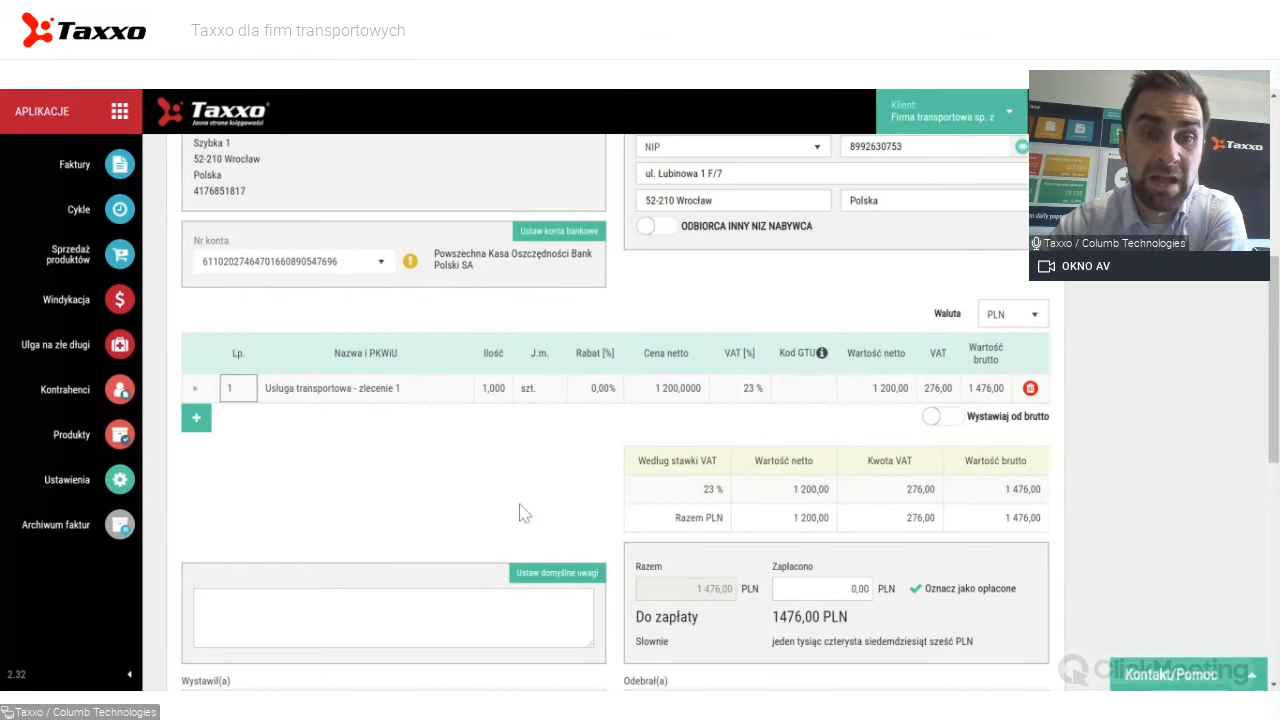 Taxxo
Taxxo dla firm transportowych
APLIKACJE
Taxxo
Jasna strona księgowości
Klient:
Firma transportowa sp. z
Taxxo
Taxxo / Columb Technologies
OKNO AV
Faktury
Cykle
Sprzedaż
produktów
Windykacja
Ulga na złe długi
Kontrahenci
Produkty
Ustawienia
Archiwum faktur
2.32
Szybka 1
52-210 Wrocław
Polska
4176851817
NIP
8992630753
ul. Łubinowa 1 F/7
52-210 Wrocław
Polska
ODBIORCA INNY NIŻ NABYWCA
Ustaw konta bankowe
Nr konta
61102027464701660890547696
Powszechna Kasa Oszczędności Bank
Polski SA
Waluta
PLN
Lp. Nazwa i PKWiU Ilość J.m. Rabat [%] Cena netto VAT [%] Kod GTU Wartość netto VAT Wartość brutto
1 Usługa transportowa - zlecenie 1 1,000 szt. 0,00% 1 200,0000 23 % 1 200,00 276,00 1 476,00
+
Wystawiaj od brutto
Według stawki VAT Wartość netto Kwota VAT Wartość brutto
23 % 1 200,00 276,00 1 476,00
Razem PLN 1 200,00 276,00 1 476,00
Ustaw domyślne uwagi
Razem Zapłacono
1 476,00 PLN 0,00 PLN Oznacz jako opłacone
Do zapłaty 1476,00 PLN
Słownie jeden tysiąc czterysta siedemdziesiąt sześć PLN
Wystawił(a)
Odebrał(a)
ClickMeeting
Kontakt/Pomoc
Taxxo / Columb Technologies